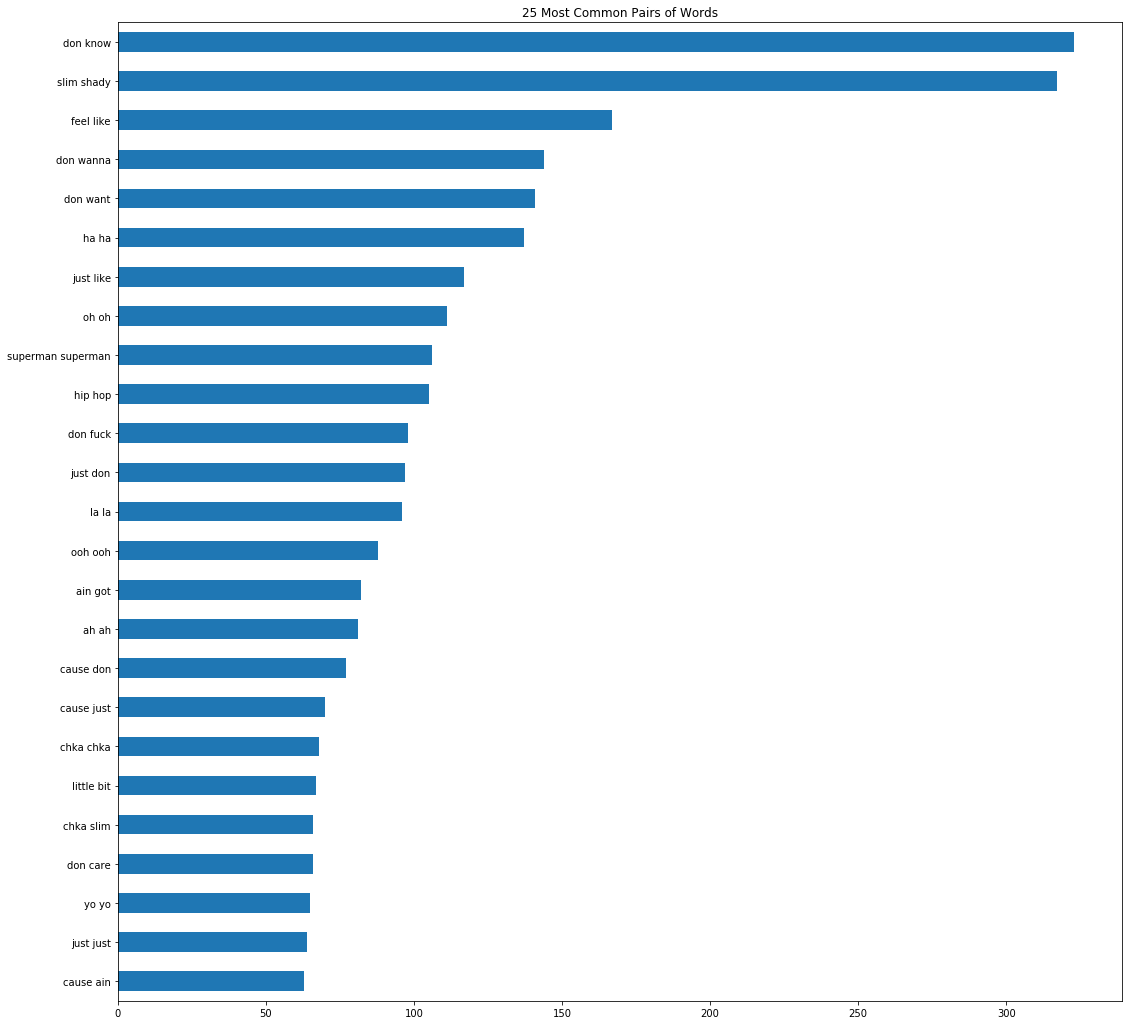 25 Most Common Pairs of Words
don know
slim shady
feel like
don wanna
don want
ha ha
just like
oh oh
superman superman
hip hop
don fuck
just don
la la
ooh ooh
ain got
ah ah
cause don
cause just
chka chka
little bit
chka slim
don care
yo yo
just just
cause ain
0 50 100 150 200 250 300